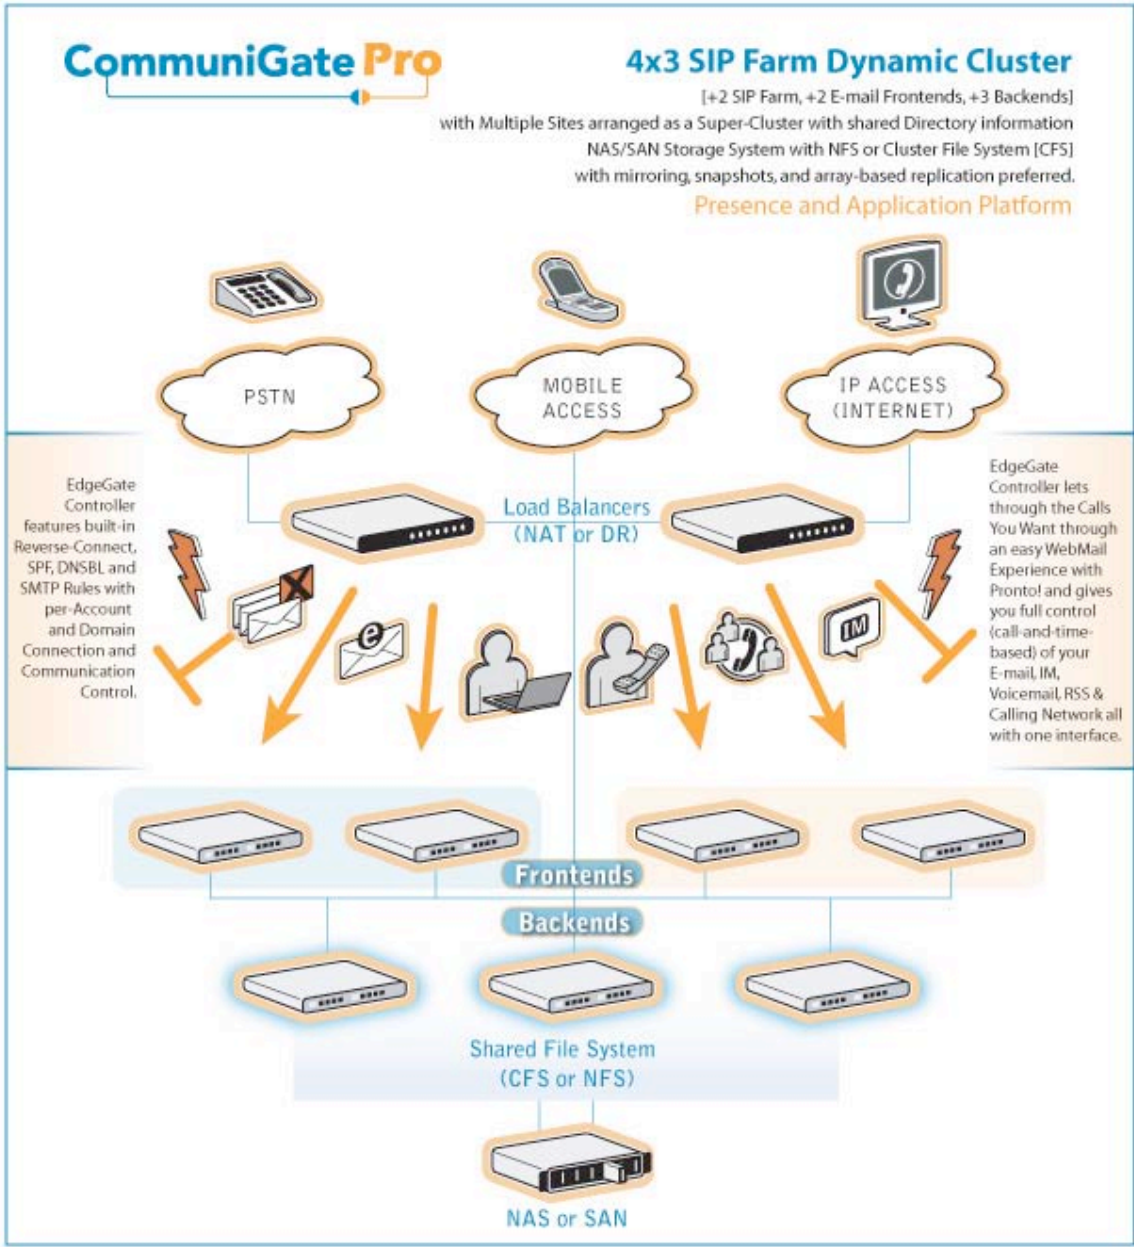 CommuniGate Pro
4x3 SIP Farm Dynamic Cluster
[+2 SIP Farm, +2 E-mail Frontends, +3 Backends]
with Multiple Sites arranged as a Super-Cluster with shared Directory information
NAS/SAN Storage System with NFS or Cluster File System [CFS]
with mirroring, snapshots, and array-based replication preferred.
Presence and Application Platform
PSTN
MOBILE
ACCESS
IP ACCESS
(INTERNET)
EdgeGate
Controller
features built-in
Reverse-Connect,
SPF, DNSBL and
SMTP Rules with
per-Account
and Domain
Connection and
Communication
Control.
Load Balancers
(NAT or DR)
EdgeGate
Controller lets
through the Calls
You Want through
an easy WebMail
Experience with
Pronto! and gives
you full control
(call-and-time-
based) of your
E-mail, IM,
Voicemail, RSS &
Calling Network all
with one interface.
e
IM
Frontends
Backends
Shared File System
(CFS or NFS)
NAS or SAN